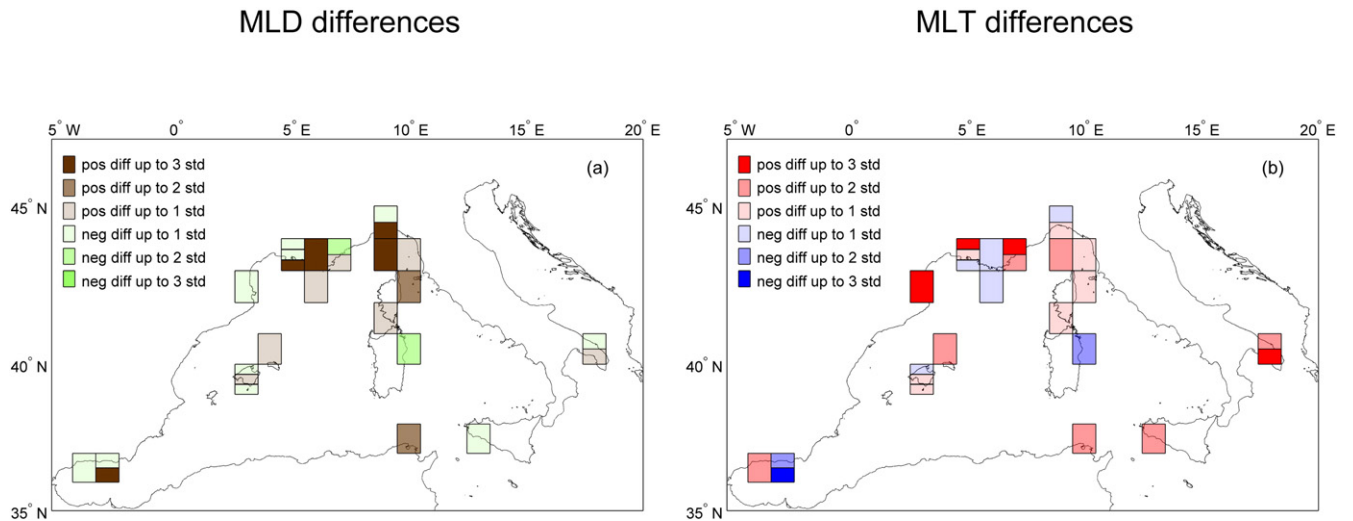 MLD differences
MLT differences
5° W 0° 5° E 10° E 15° E 20° E
pos diff up to 3 std
(a)
pos diff up to 2 std
pos diff up to 1 std
neg diff up to 1 std
neg diff up to 2 std
neg diff up to 3 std
45° N
40° N
35° N
5° W 0° 5° E 10° E 15° E 20° E
pos diff up to 3 std
(b)
pos diff up to 2 std
pos diff up to 1 std
neg diff up to 1 std
neg diff up to 2 std
neg diff up to 3 std
45° N
40° N
35° N